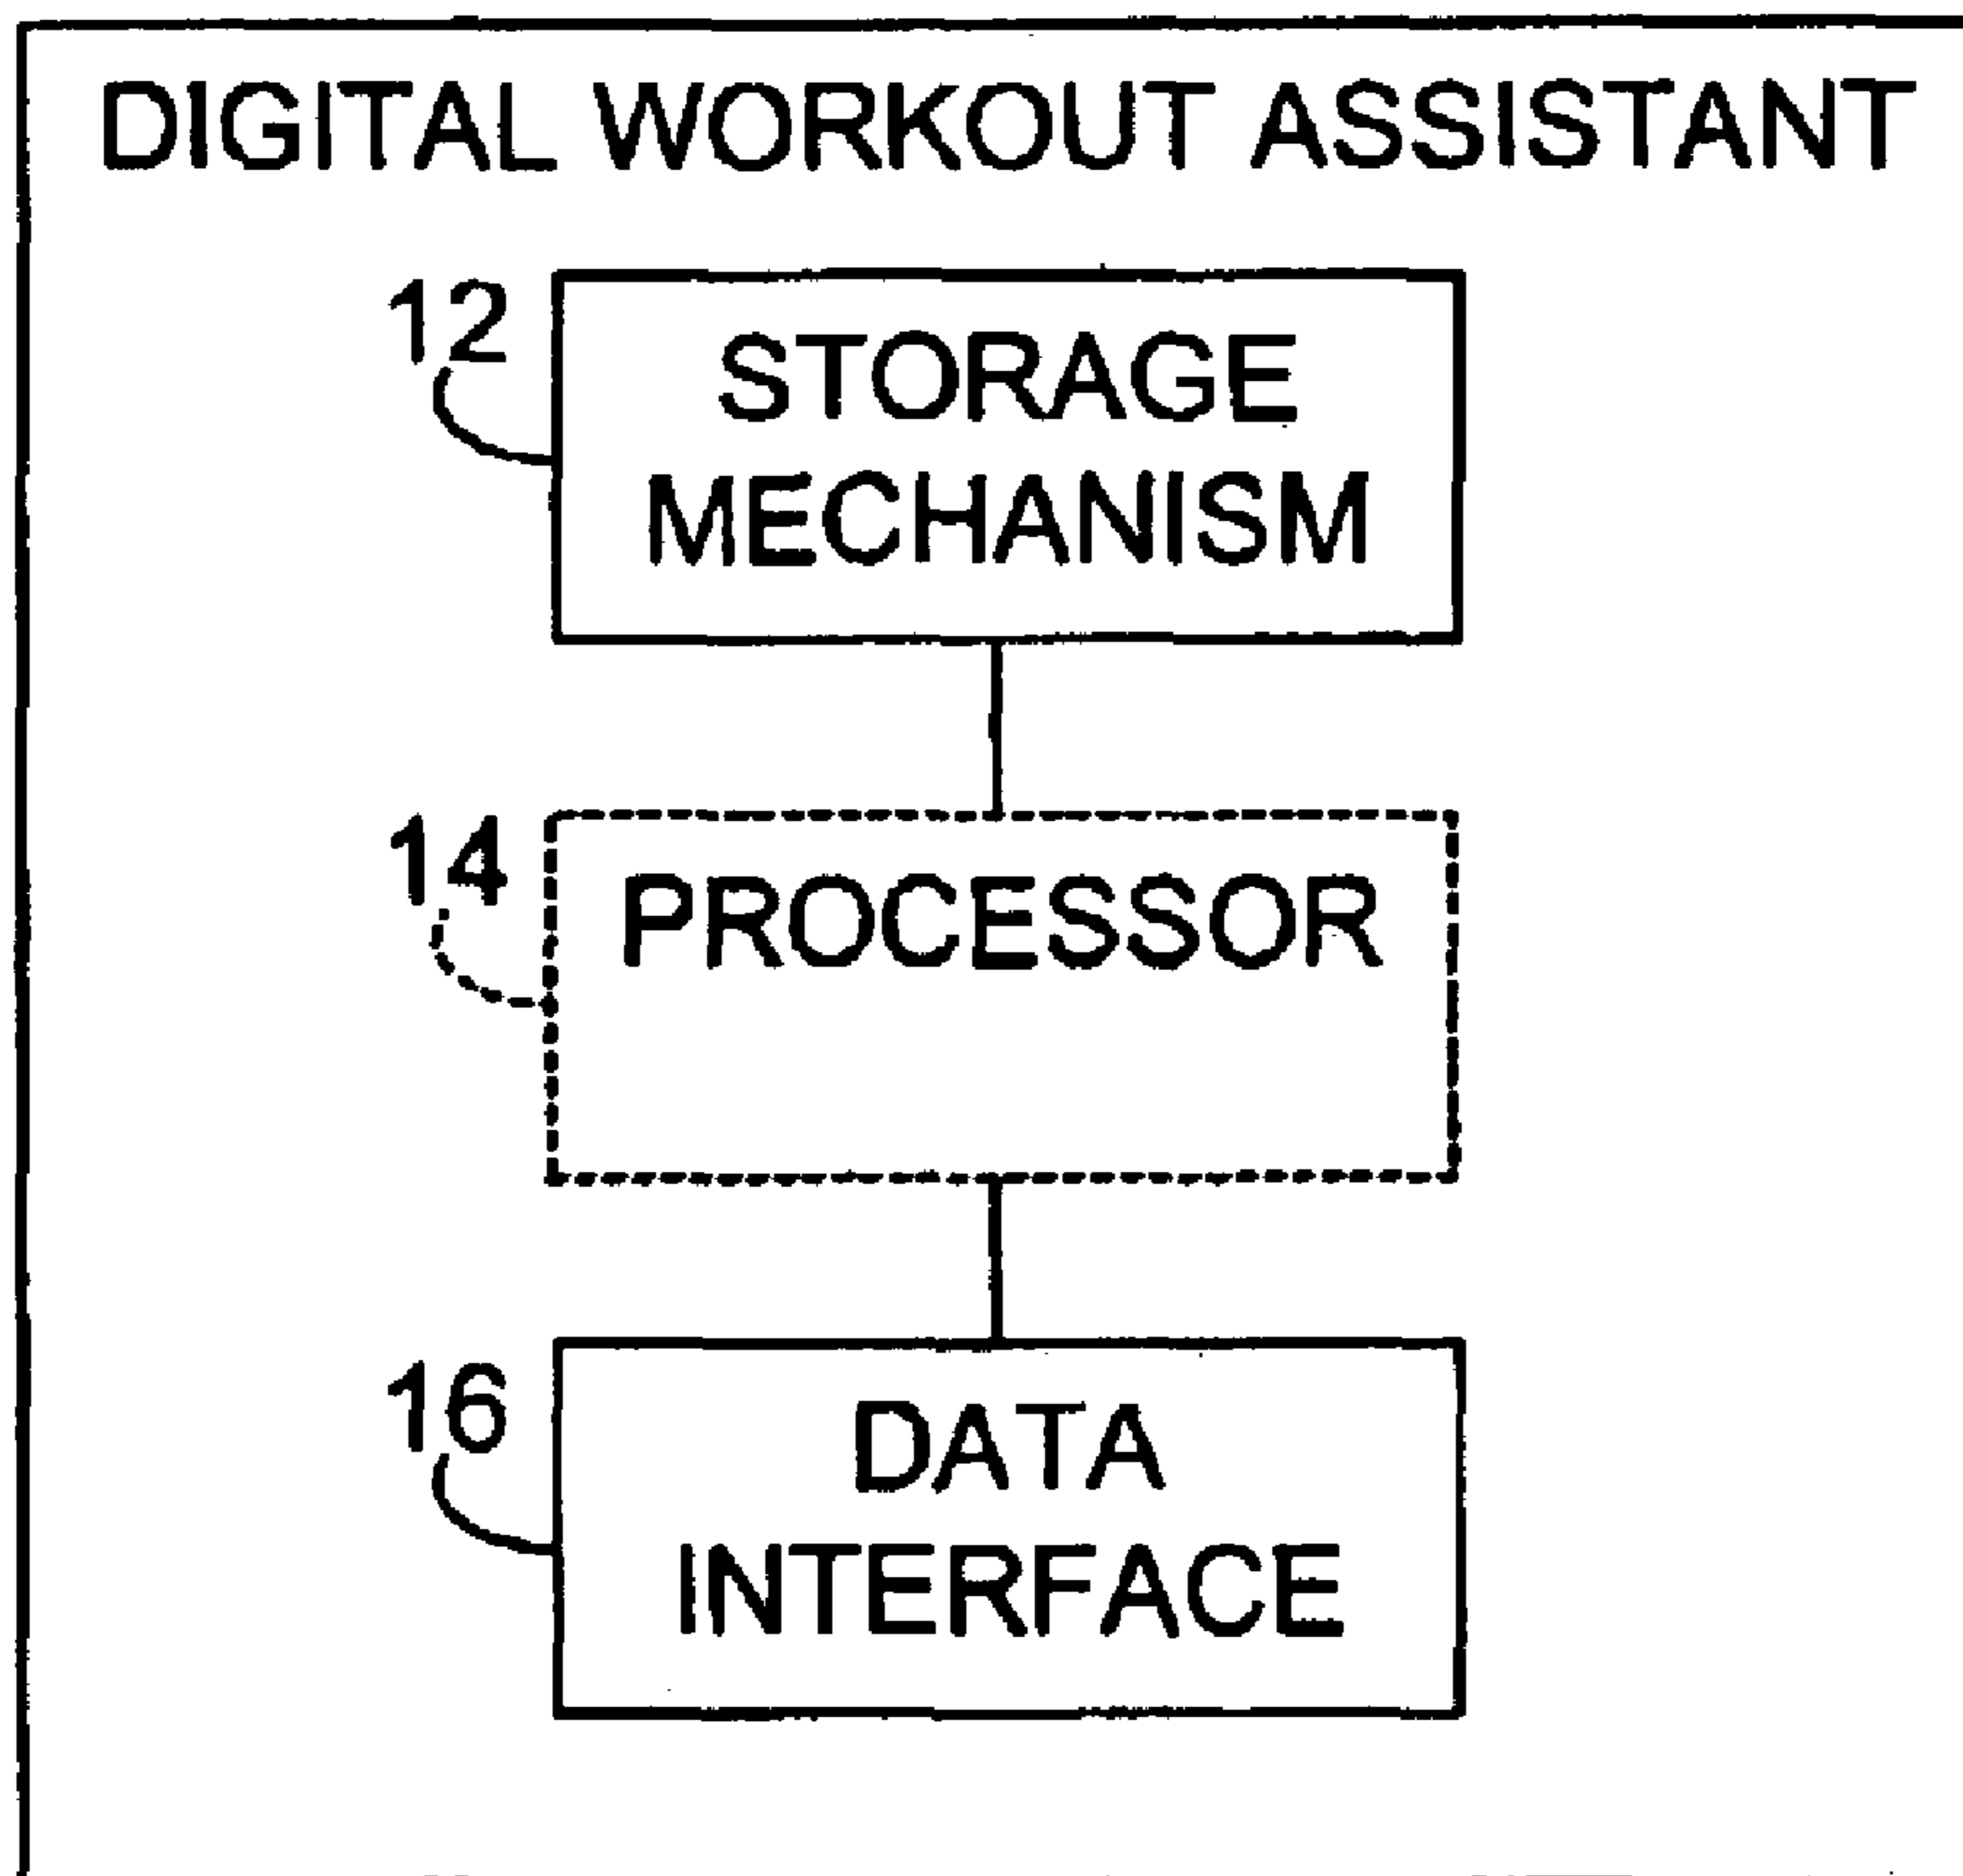 DIGITAL WORKOUT ASSISTANT
12
STORAGE
MECHANISM
14
PROCESSOR
16
DATA
INTERFACE